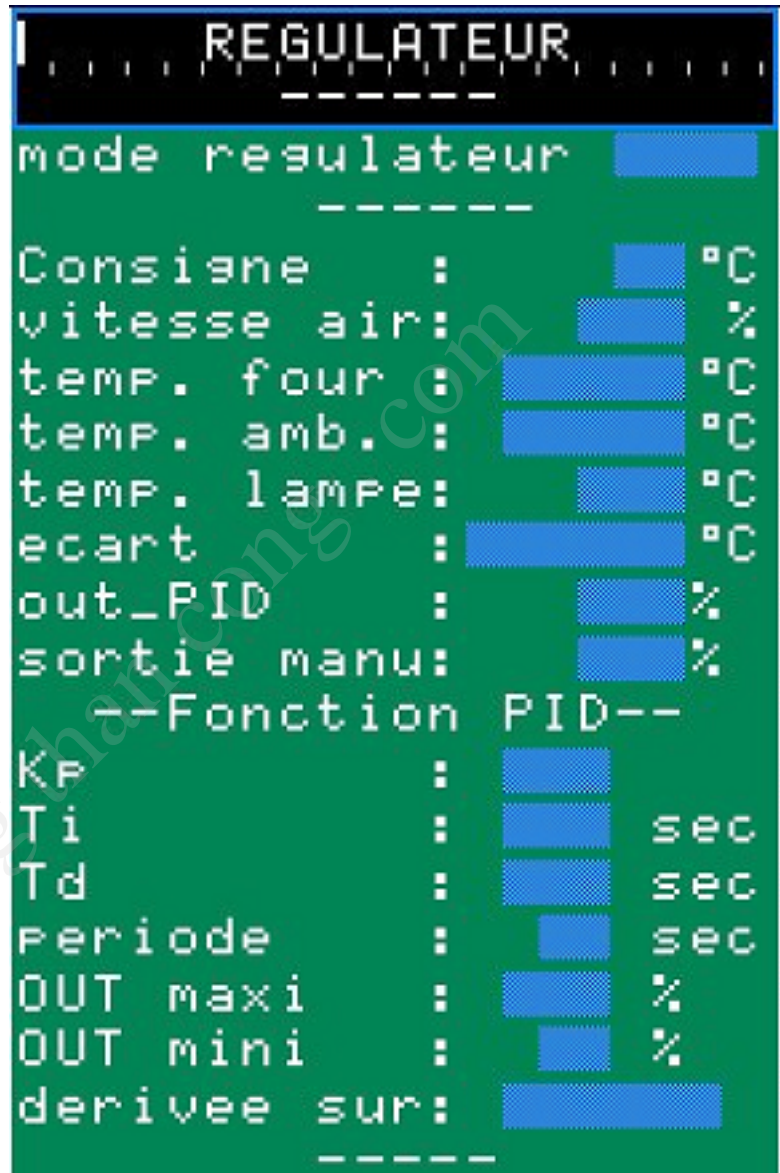 REGULATEUR
------
mode regulateur
------
Consigne : °C
vitesse air: %
temp. four : °C
temp. amb. : °C
temp. lampe: °C
ecart : °C
out_PID : %
sortie manu: %
--Fonction PID--
Kp :
Ti : sec
Td : sec
periode : sec
OUT maxi : %
OUT mini : %
derivee sur:
-----